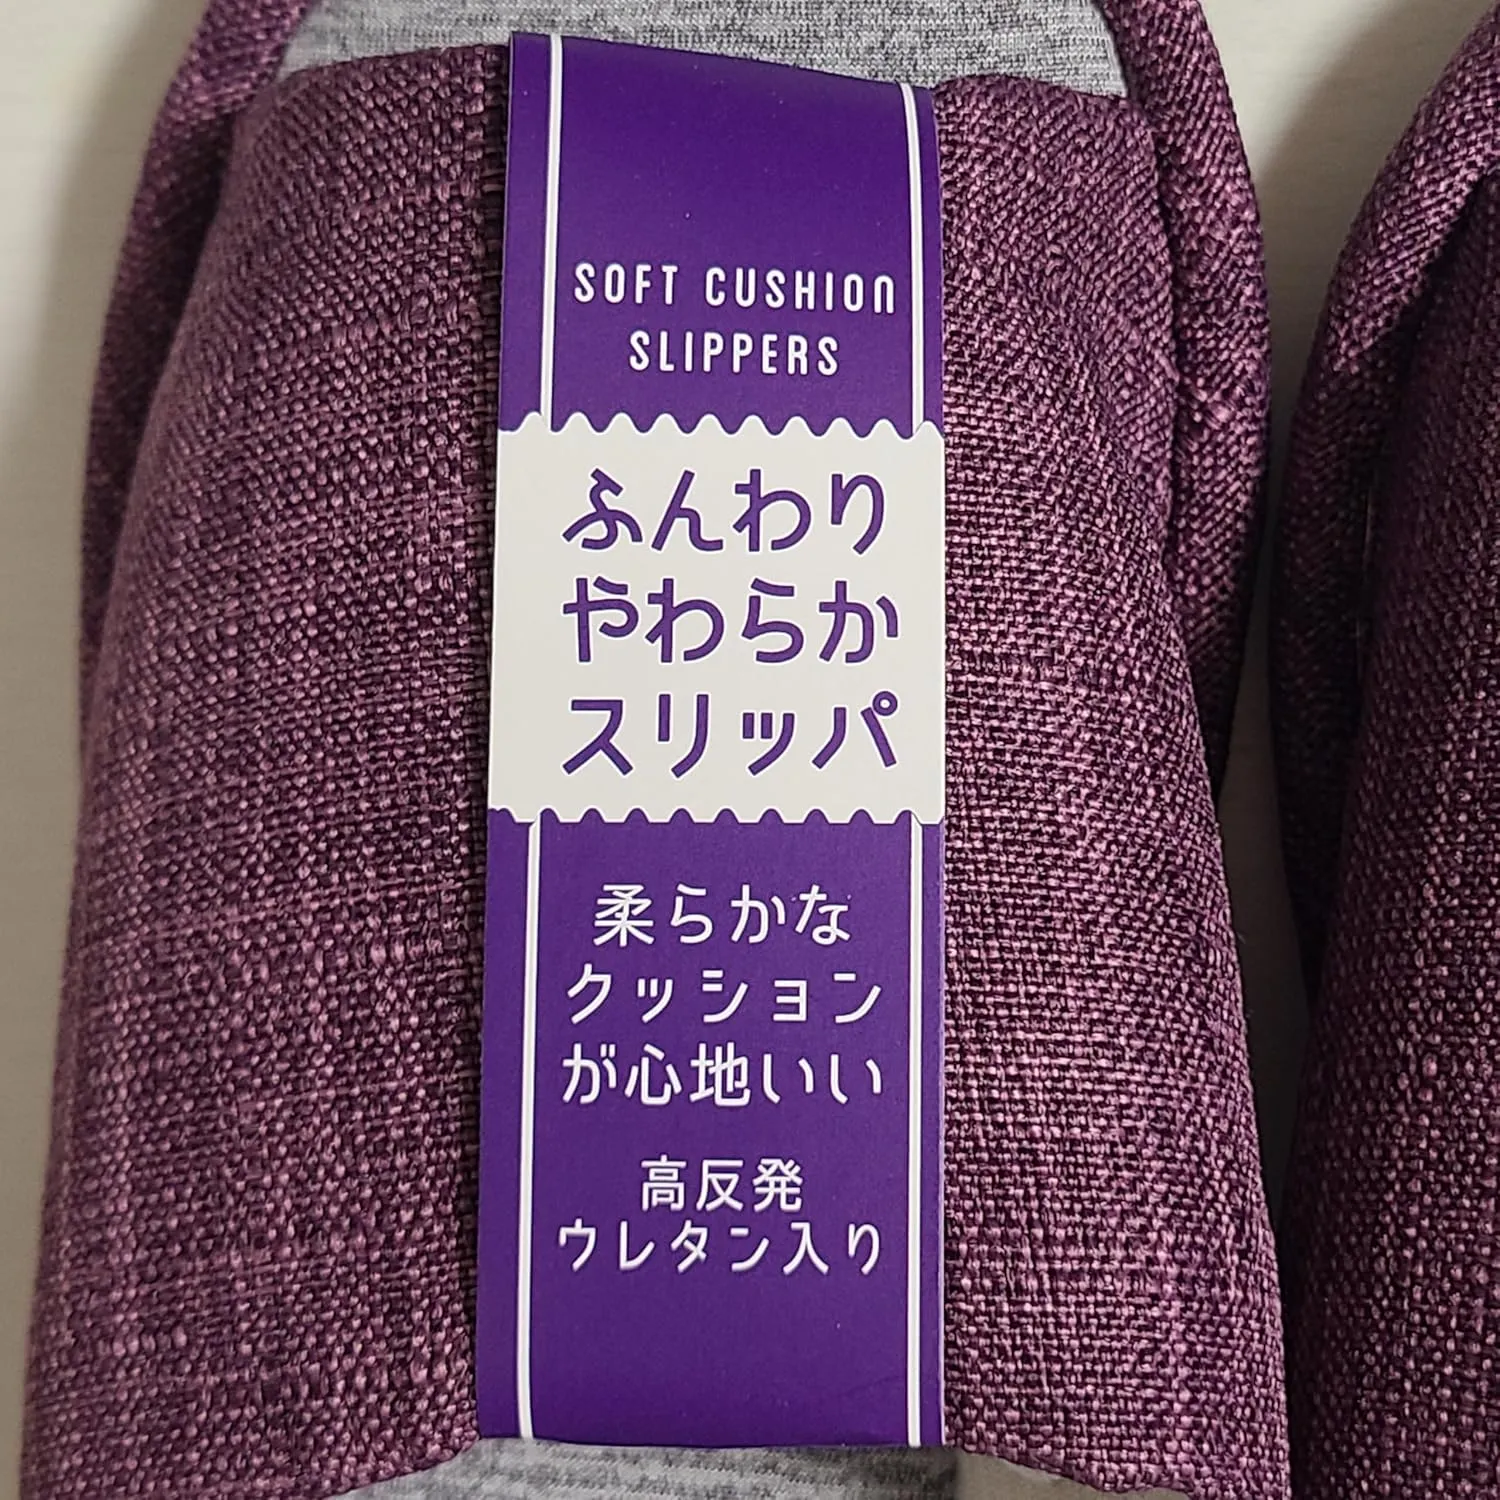 SOFT CUSHION
SLIPPERS
ふんわり
やわらか
スリッパ
柔らかな
クッション
が心地いい
高反発
ウレタン入り